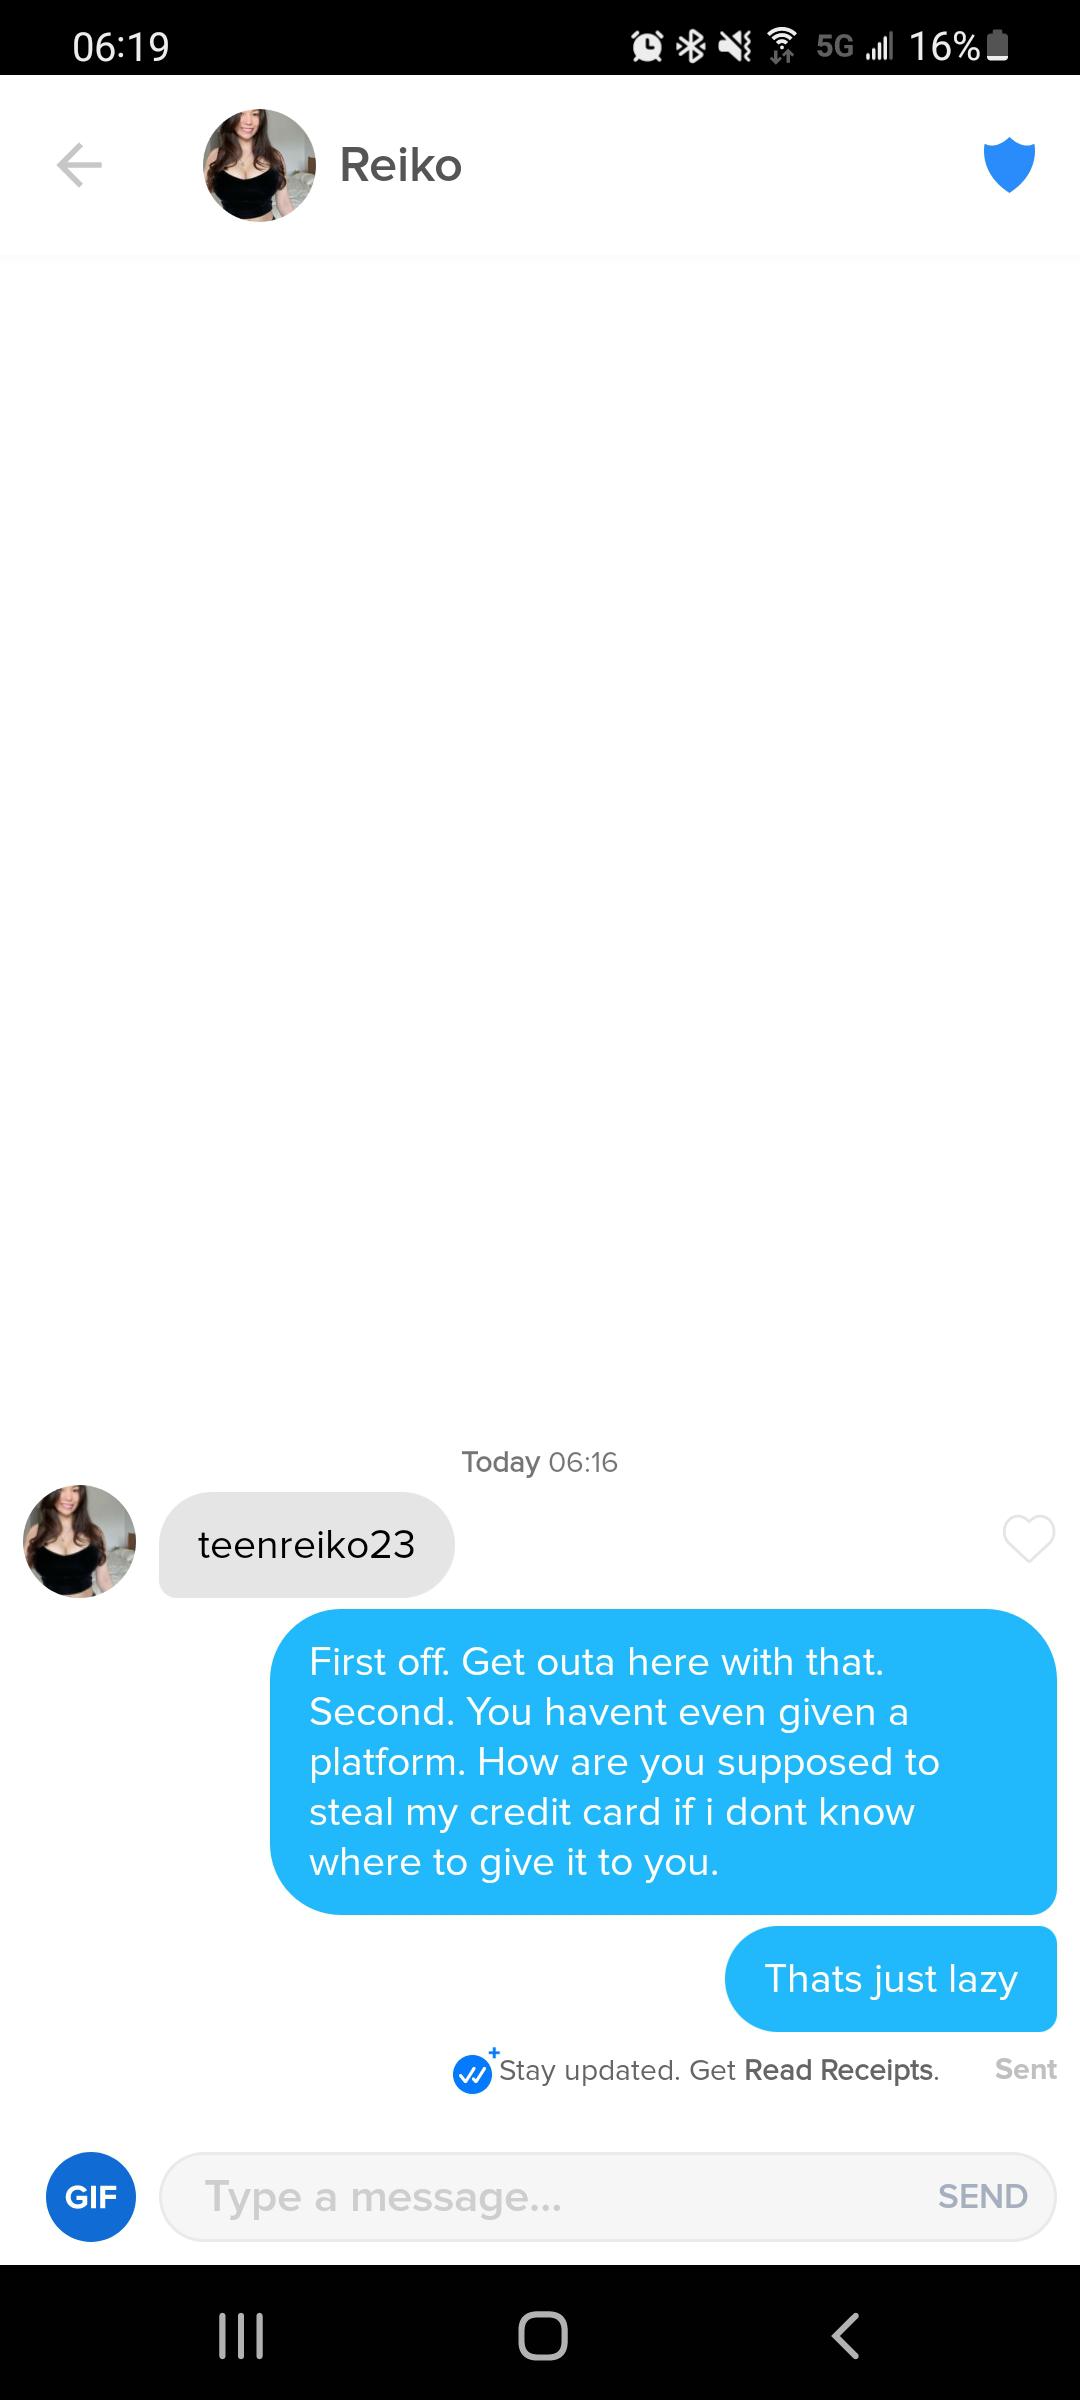 06:19
5G
16%
Reiko
Today 06:16
teenreiko23
First off. Get outa here with that.
Second. You havent even given a
platform. How are you supposed to
steal my credit card if i dont know
where to give it to you.
Thats just lazy
Stay updated. Get Read Receipts.
Sent
GIF
Type a message...
SEND